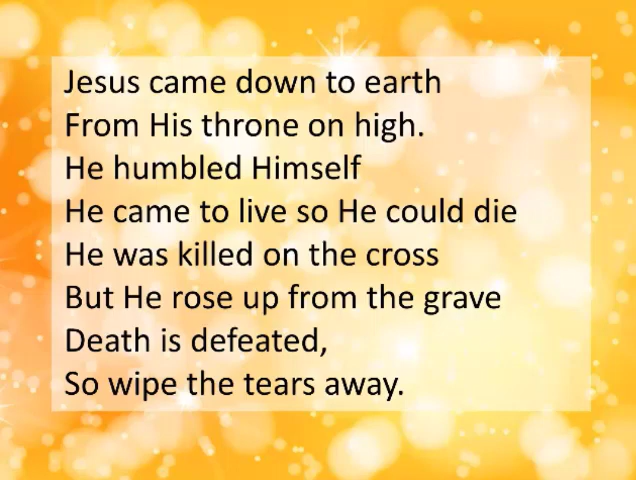 Jesus came down to earth
From His throne on high.
He humbled Himself
He came to live so He could die
He was killed on the cross
But He rose up from the grave
Death is defeated,
So wipe the tears away.